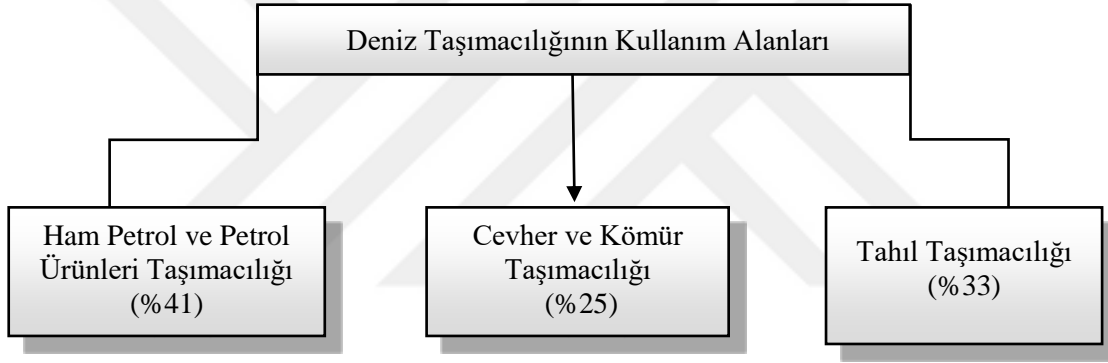 Deniz Taşımacılığının Kullanım Alanları
Ham Petrol ve Petrol
Ürünleri Taşımacılığı
(%41)
Cevher ve Kömür
Taşımacılığı
(%25)
Tahıl Taşımacılığı
(%33)